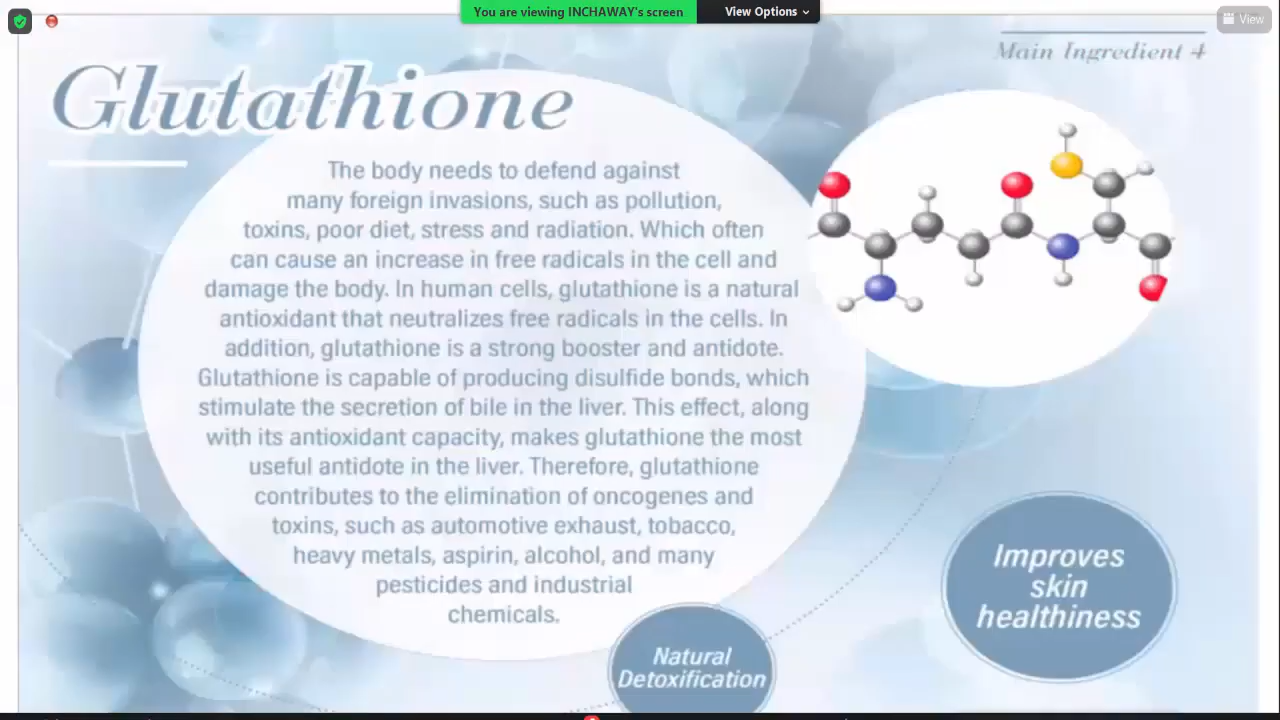 You are viewing INCHAWAY's screen
View Options
View
Main Ingredient 4
Glutathione
The body needs to defend against
many foreign invasions, such as pollution,
toxins, poor diet, stress and radiation. Which often
can cause an increase in free radicals in the cell and
damage the body. In human cells, glutathione is a natural
antioxidant that neutralizes free radicals in the cells. In
addition, glutathione is a strong booster and antidote.
Glutathione is capable of producing disulfide bonds, which
stimulate the secretion of bile in the liver. This effect, along
with its antioxidant capacity, makes glutathione the most
useful antidote in the liver. Therefore, glutathione
contributes to the elimination of oncogenes and
toxins, such as automotive exhaust, tobacco,
heavy metals, aspirin, alcohol, and many
pesticides and industrial
chemicals.
Improves
skin
healthiness
Natural
Detoxification